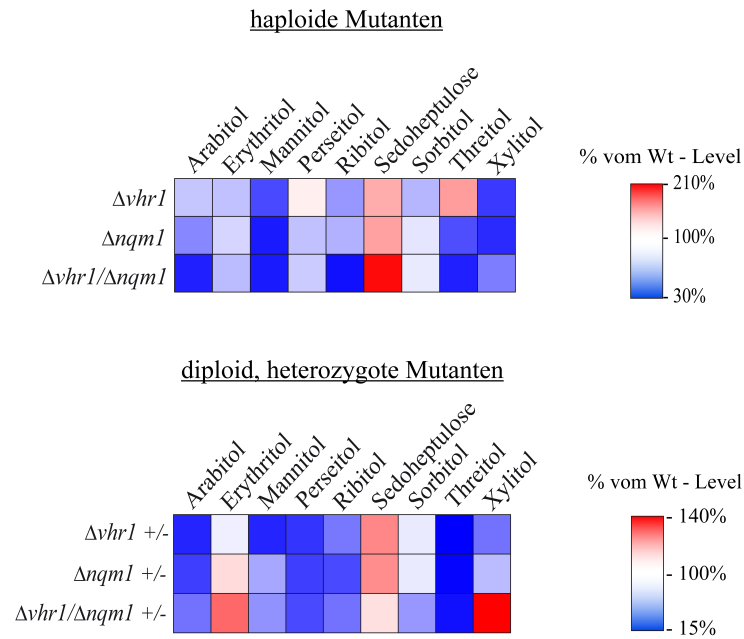 haploide Mutanten
Arabitol Erythritol Mannitol Perseitol Ribitol Sedoheptulose Sorbitol Threitol Xylitol
% vom Wt - Level
Δvhr1
Δnqm1
Δvhr1/Δnqm1
210%
100%
30%
diploid, heterozygote Mutanten
Arabitol Erythritol Mannitol Perseitol Ribitol Sedoheptulose Sorbitol Threitol Xylitol
% vom Wt - Level
Δvhr1 +/-
Δnqm1 +/-
Δvhr1/Δnqm1 +/-
140%
100%
15%